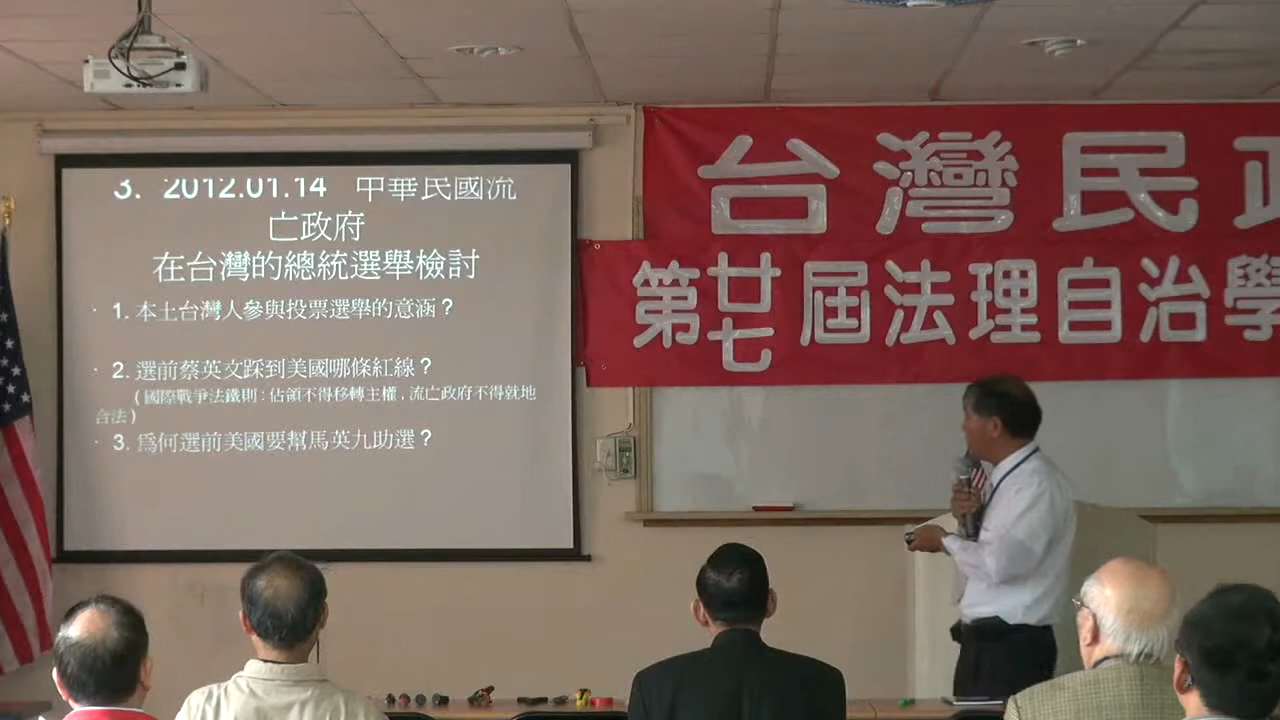 3. 2012.01.14 中華民國流
亡政府
在台灣的總統選舉檢討
· 1. 本土台灣人參與投票選舉的意涵？
· 2. 選前蔡英文踩到美國哪條紅線？
（國際戰爭法鐵則：佔領不得移轉主權，流亡政府不得就地
合法）
· 3. 爲何選前美國要幫馬英九助選？
台灣民
第廿七屆法理自治學